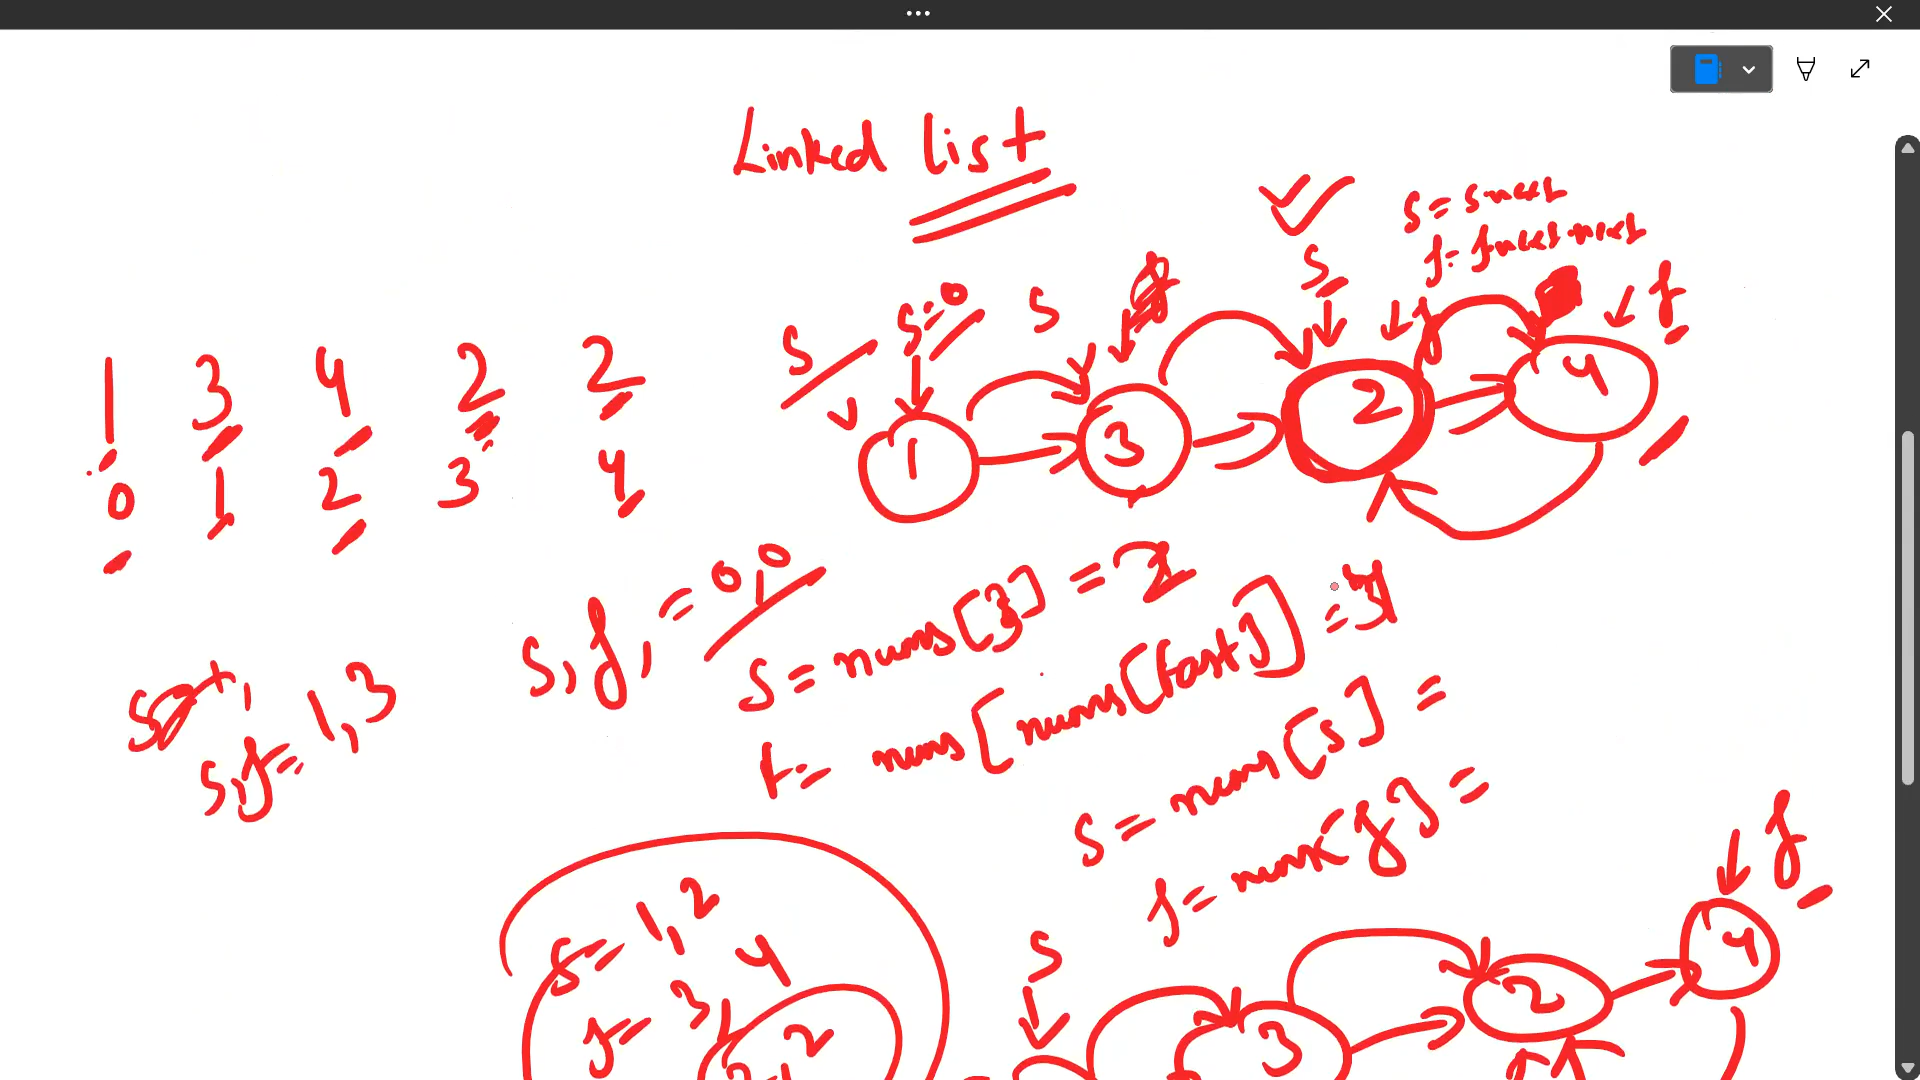 Linked list
s = s next
f = f next next
s
s=0
s
f
s
f
f
1 3 4 2 2
0 1 2 3 4
1
3
2
4
s, f, = 0, 0
s = nums[3] = 2
f = nums[nums[fast]] =
s, f = 1, 3
s = nums[s] =
f = nums[f] =
s = 1, 2
f = 3, 4
2
s
f
3
2
4